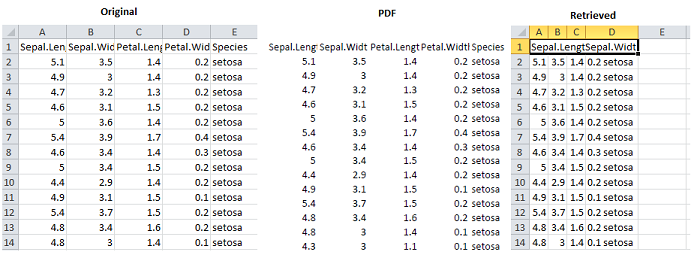 Original
A B C D E
1 Sepal.Len Sepal.Wid Petal.Leng Petal.Wid Species
2 5.1 3.5 1.4 0.2 setosa
3 4.9 3 1.4 0.2 setosa
4 4.7 3.2 1.3 0.2 setosa
5 4.6 3.1 1.5 0.2 setosa
6 5 3.6 1.4 0.2 setosa
7 5.4 3.9 1.7 0.4 setosa
8 4.6 3.4 1.4 0.3 setosa
9 5 3.4 1.5 0.2 setosa
10 4.4 2.9 1.4 0.2 setosa
11 4.9 3.1 1.5 0.1 setosa
12 5.4 3.7 1.5 0.2 setosa
13 4.8 3.4 1.6 0.2 setosa
14 4.8 3 1.4 0.1 setosa
PDF
Sepal.Leng Sepal.Widt Petal.Lengt Petal.Widtl Species
5.1 3.5 1.4 0.2 setosa
4.9 3 1.4 0.2 setosa
4.7 3.2 1.3 0.2 setosa
4.6 3.1 1.5 0.2 setosa
5 3.6 1.4 0.2 setosa
5.4 3.9 1.7 0.4 setosa
4.6 3.4 1.4 0.3 setosa
5 3.4 1.5 0.2 setosa
4.4 2.9 1.4 0.2 setosa
4.9 3.1 1.5 0.1 setosa
5.4 3.7 1.5 0.2 setosa
4.8 3.4 1.6 0.2 setosa
4.8 3 1.4 0.1 setosa
4.3 3 1.1 0.1 setosa
Retrieved
A B C D E
1 Sepal.LengtSepal.Widt
2 5.1 3.5 1.4 0.2 setosa
3 4.9 3 1.4 0.2 setosa
4 4.7 3.2 1.3 0.2 setosa
5 4.6 3.1 1.5 0.2 setosa
6 5 3.6 1.4 0.2 setosa
7 5.4 3.9 1.7 0.4 setosa
8 4.6 3.4 1.4 0.3 setosa
9 5 3.4 1.5 0.2 setosa
10 4.4 2.9 1.4 0.2 setosa
11 4.9 3.1 1.5 0.1 setosa
12 5.4 3.7 1.5 0.2 setosa
13 4.8 3.4 1.6 0.2 setosa
14 4.8 3 1.4 0.1 setosa